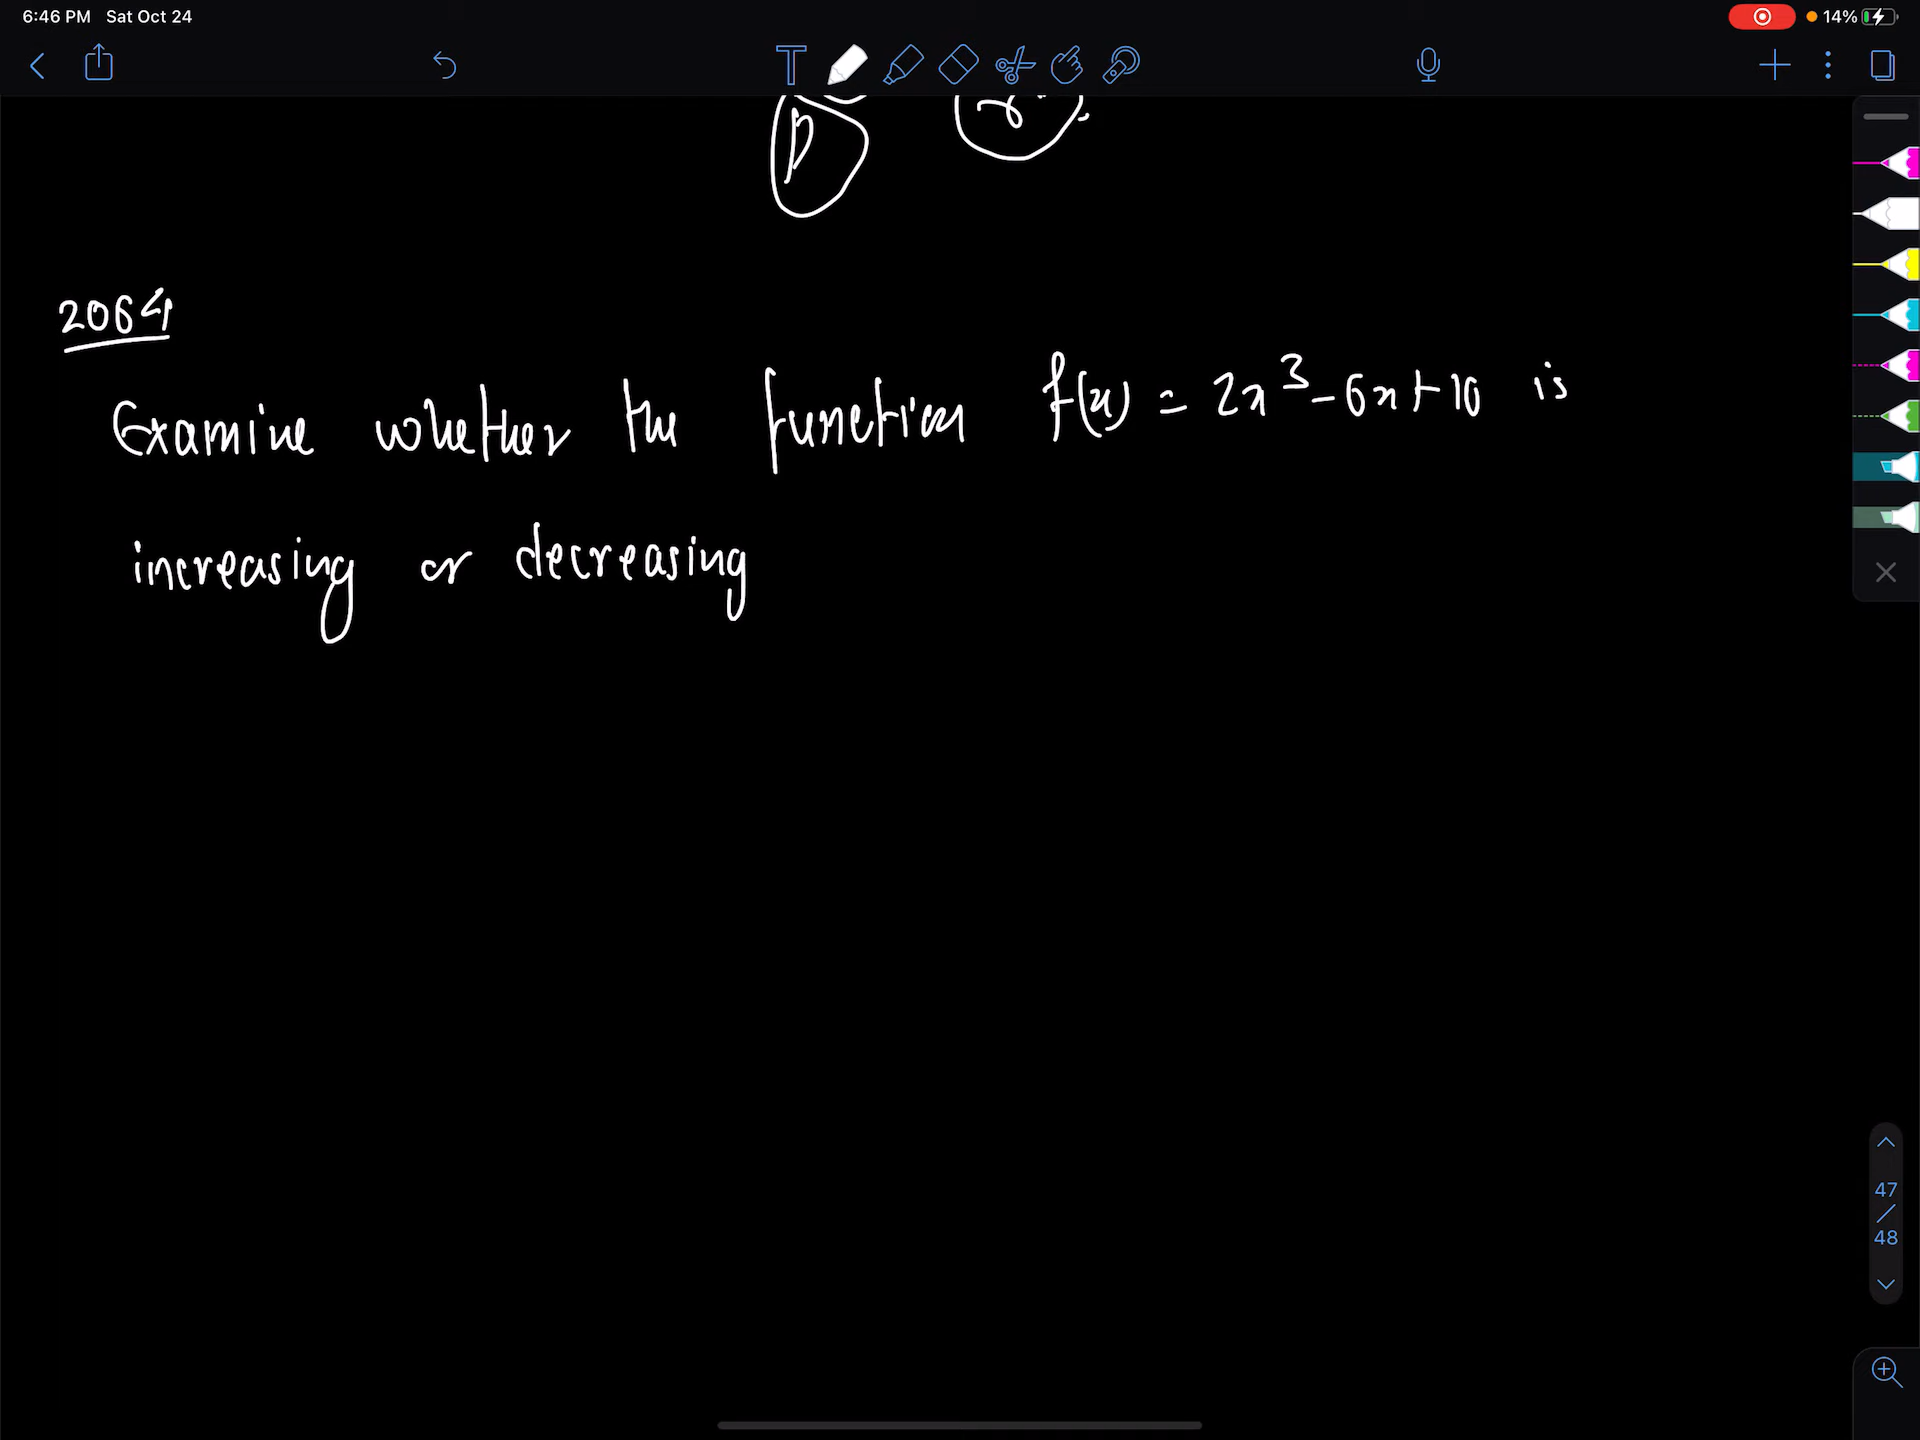 6:46 PM Sat Oct 24
14%
T
2064
Examine whether the function f(x) = 2x³ - 6x + 10 is
increasing or decreasing
47
/
48